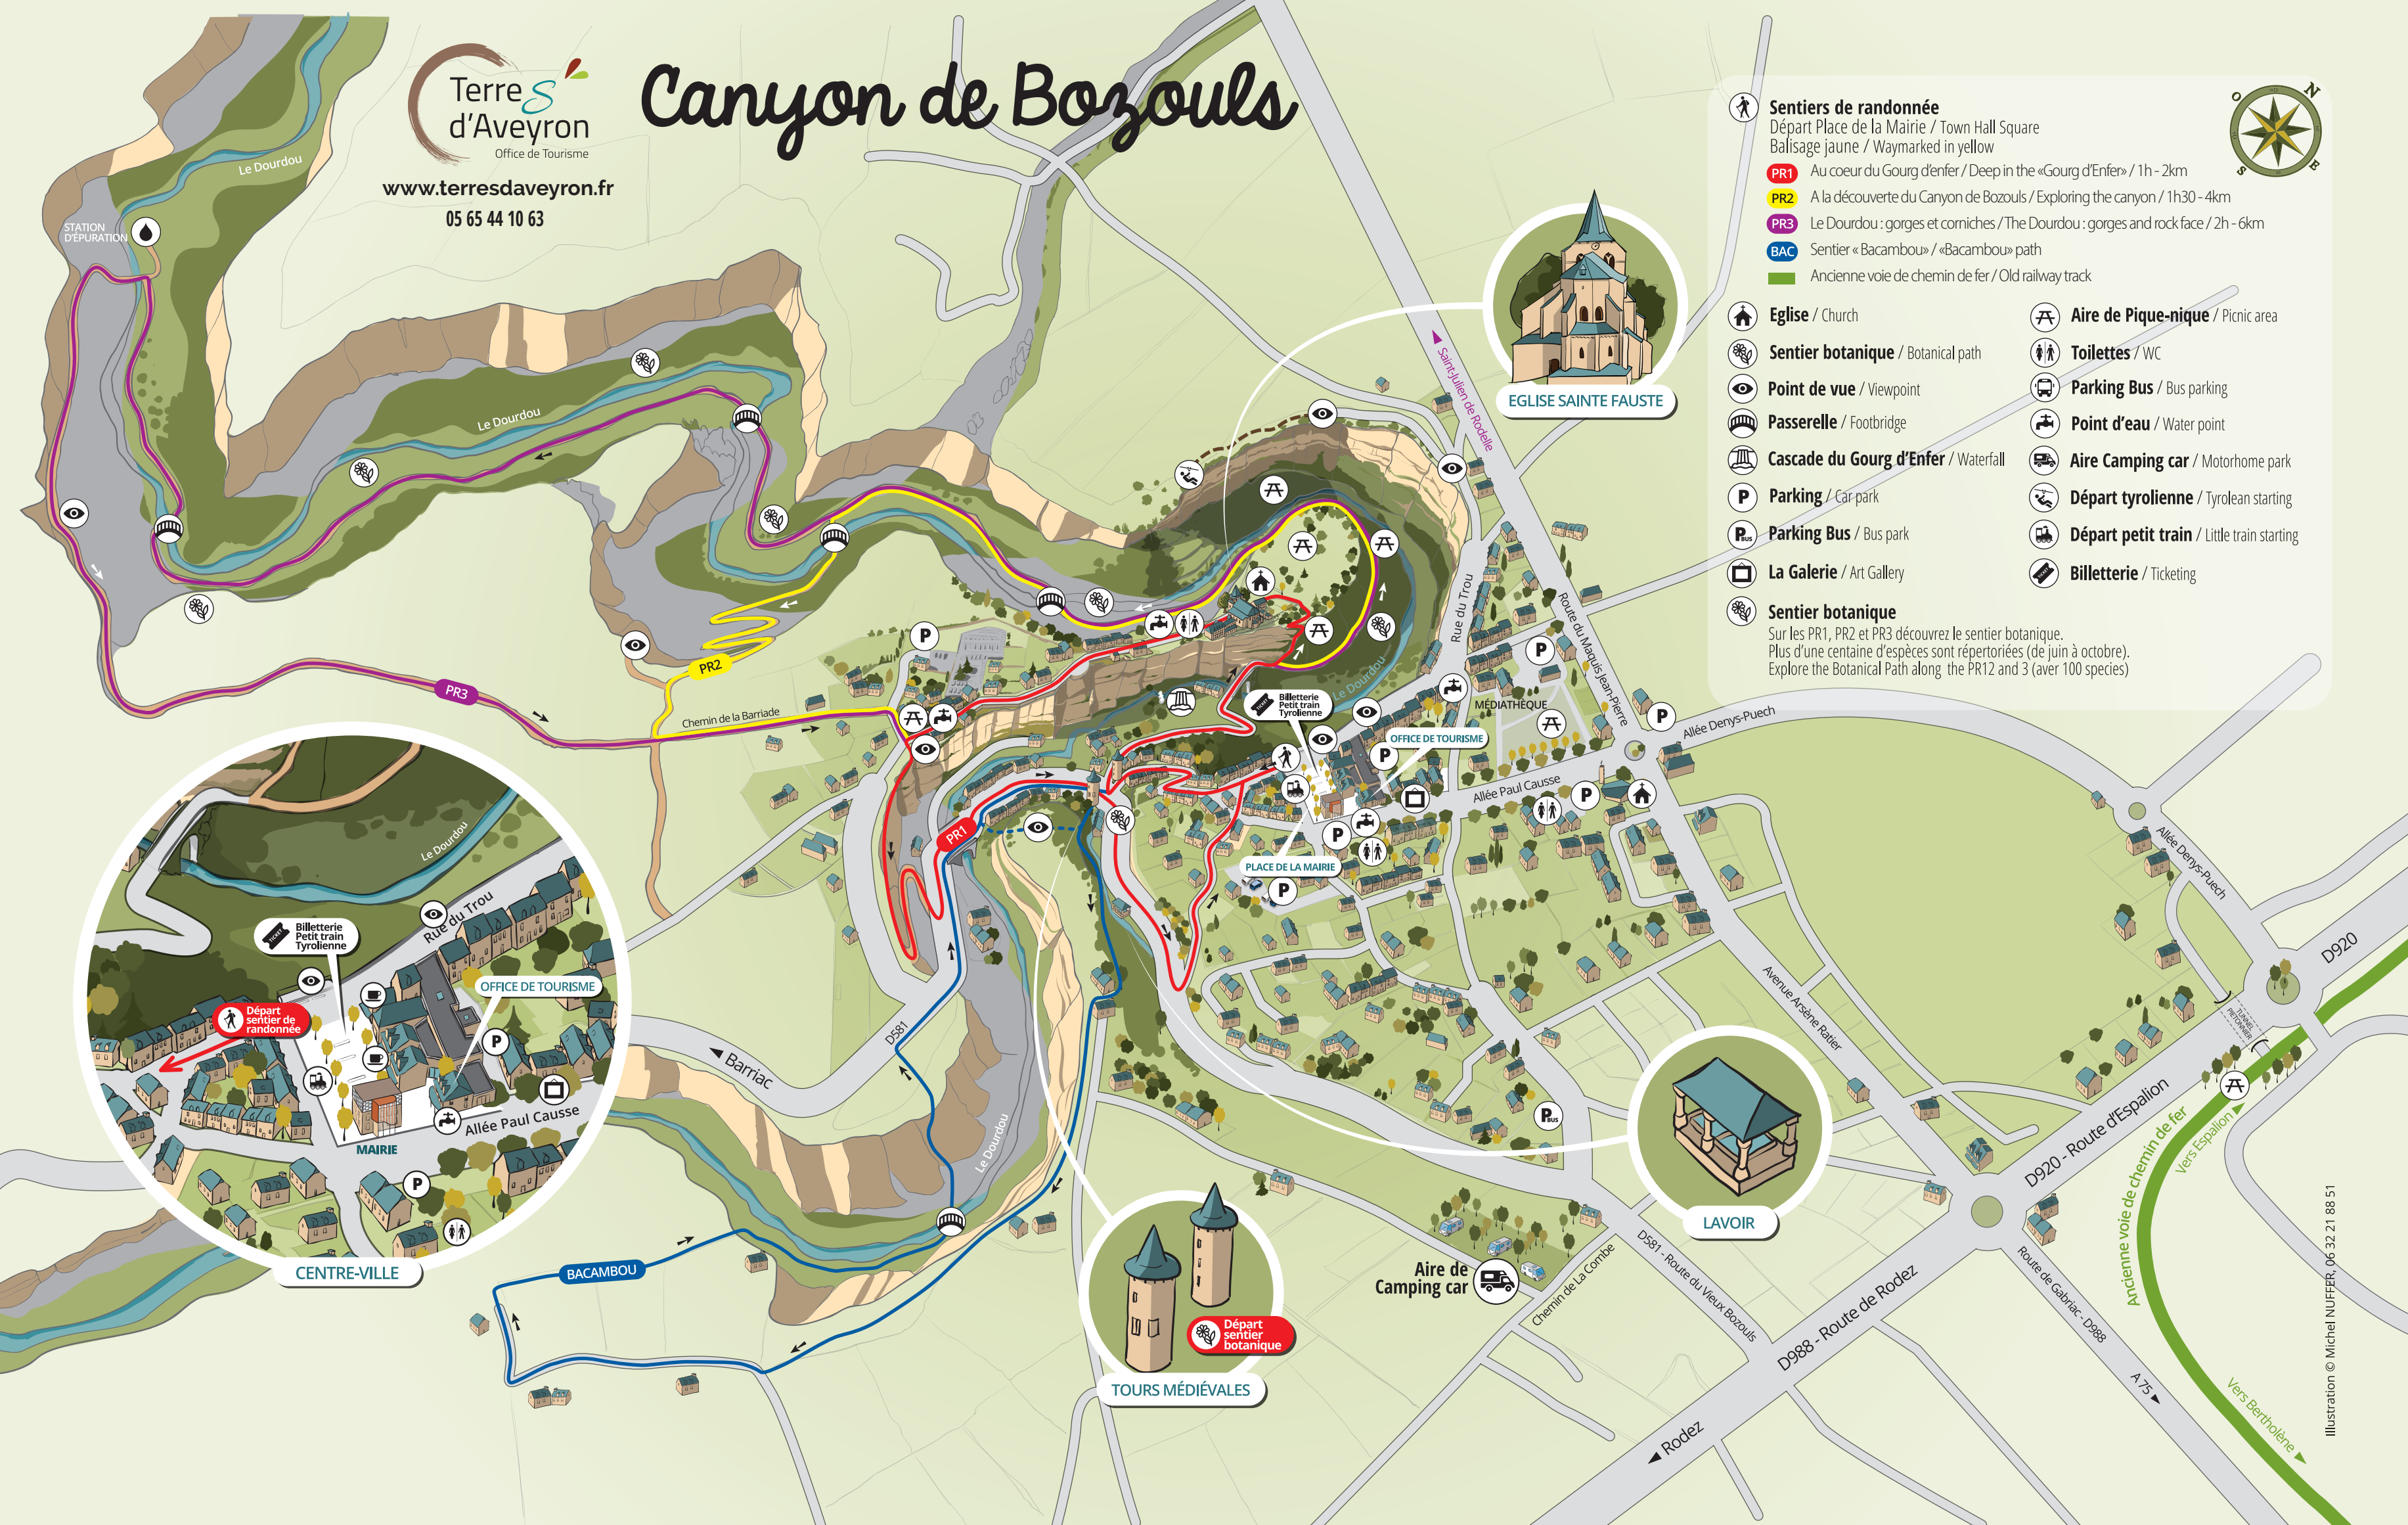 Terres
d'Aveyron
Office de Tourisme
www.terresdaveyron.fr
05 65 44 10 63
Canyon de Bozouls
Sentiers de randonnée
Départ Place de la Mairie / Town Hall Square
Balisage jaune / Waymarked in yellow
PR1 Au coeur du Gourg d'enfer / Deep in the «Gourg d'Enfer» / 1h - 2km
PR2 A la découverte du Canyon de Bozouls / Exploring the canyon / 1h30 - 4km
PR3 Le Dourdou : gorges et corniches / The Dourdou : gorges and rock face / 2h - 6km
BAC Sentier « Bacambou» / «Bacambou» path
Ancienne voie de chemin de fer / Old railway track
Eglise / Church
Sentier botanique / Botanical path
Point de vue / Viewpoint
Passerelle / Footbridge
Cascade du Gourg d'Enfer / Waterfall
P Parking / Car park
P BUS Parking Bus / Bus park
La Galerie / Art Gallery
Sentier botanique
Sur les PR1, PR2 et PR3 découvrez le sentier botanique.
Plus d'une centaine d'espèces sont répertoriées (de juin à octobre).
Explore the Botanical Path along the PR12 and 3 (aver 100 species)
Aire de Pique-nique / Picnic area
Toilettes / WC
Parking Bus / Bus parking
Point d'eau / Water point
Aire Camping car / Motorhome park
Départ tyrolienne / Tyrolean starting
Départ petit train / Little train starting
Billetterie / Ticketing
N
O
E
S
Le Dourdou
STATION
D'ÉPURATION
Le Dourdou
EGLISE SAINTE FAUSTE
Saint-Julien de Rodelle
PR3
PR2
Chemin de la Barriade
P
Rue du Trou
Route du Maquis Jean-Pierre
P
MÉDIATHÈQUE
P
Allée Denys-Puech
Le Dourdou
TICKET
Billetterie
Petit train
Tyrolienne
OFFICE DE TOURISME
P
Allée Paul Causse
P
P
PLACE DE LA MAIRIE
P
PR1
Allée Denys-Puech
D920
TUNNEL
PIETONNIER
Avenue Arsène Ratier
D581
Barriac
Le Dourdou
P BUS
BACAMBOU
Aire de
Camping car
Chemin de La Combe
D581 - Route du Vieux Bozouls
D920 - Route d'Espalion
D988 - Route de Rodez
Rodez
Route de Gabriac - D988
A 75
Ancienne voie de chemin de fer
Vers Espalion
Vers Bertholène
LAVOIR
TOURS MÉDIÉVALES
Départ
sentier
botanique
Le Dourdou
Rue du Trou
TICKET
Billetterie
Petit train
Tyrolienne
OFFICE DE TOURISME
Départ
sentier de
randonnée
P
Allée Paul Causse
MAIRIE
P
CENTRE-VILLE
Illustration © Michel NUFFER, 06 32 21 88 51